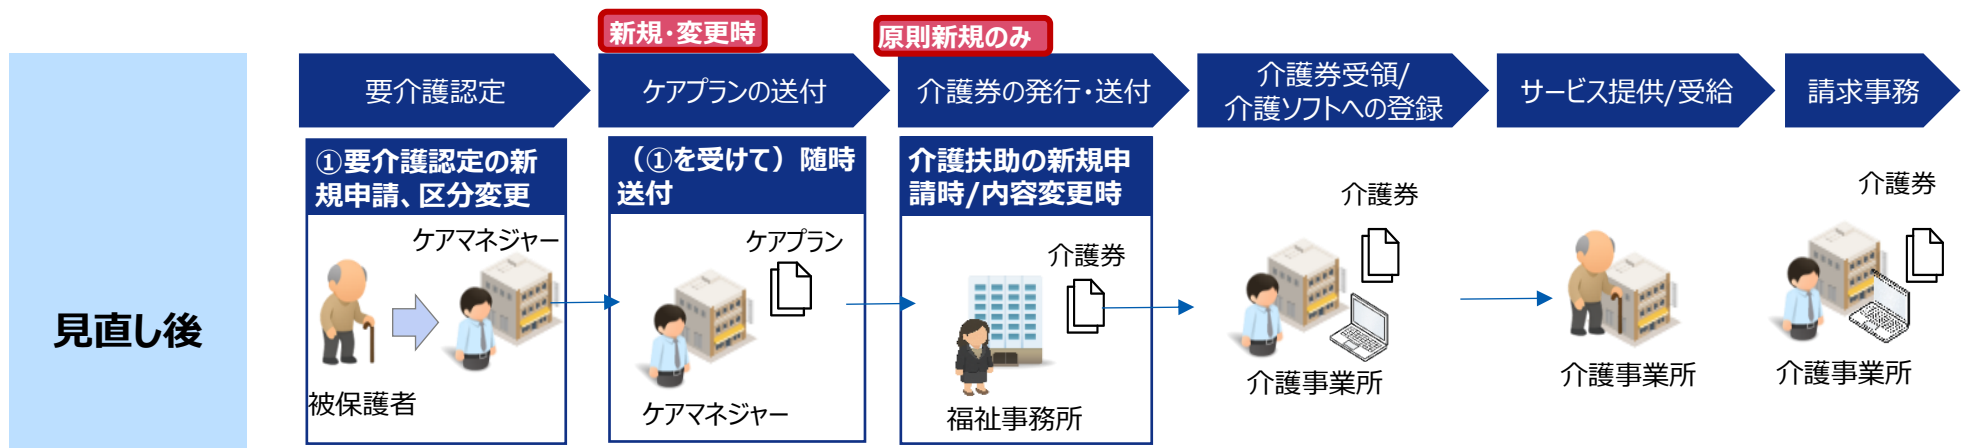 見直し後
新規・変更時
原則新規のみ
要介護認定
ケアプランの送付
介護券の発行・送付
介護券受領/
介護ソフトへの登録
サービス提供/受給
請求事務
①要介護認定の新
規申請、区分変更
ケアマネジャー
被保護者
（①を受けて）随時
送付
ケアプラン
ケアマネジャー
介護扶助の新規申
請時/内容変更時
介護券
福祉事務所
介護券
介護事業所
介護事業所
介護券
介護事業所